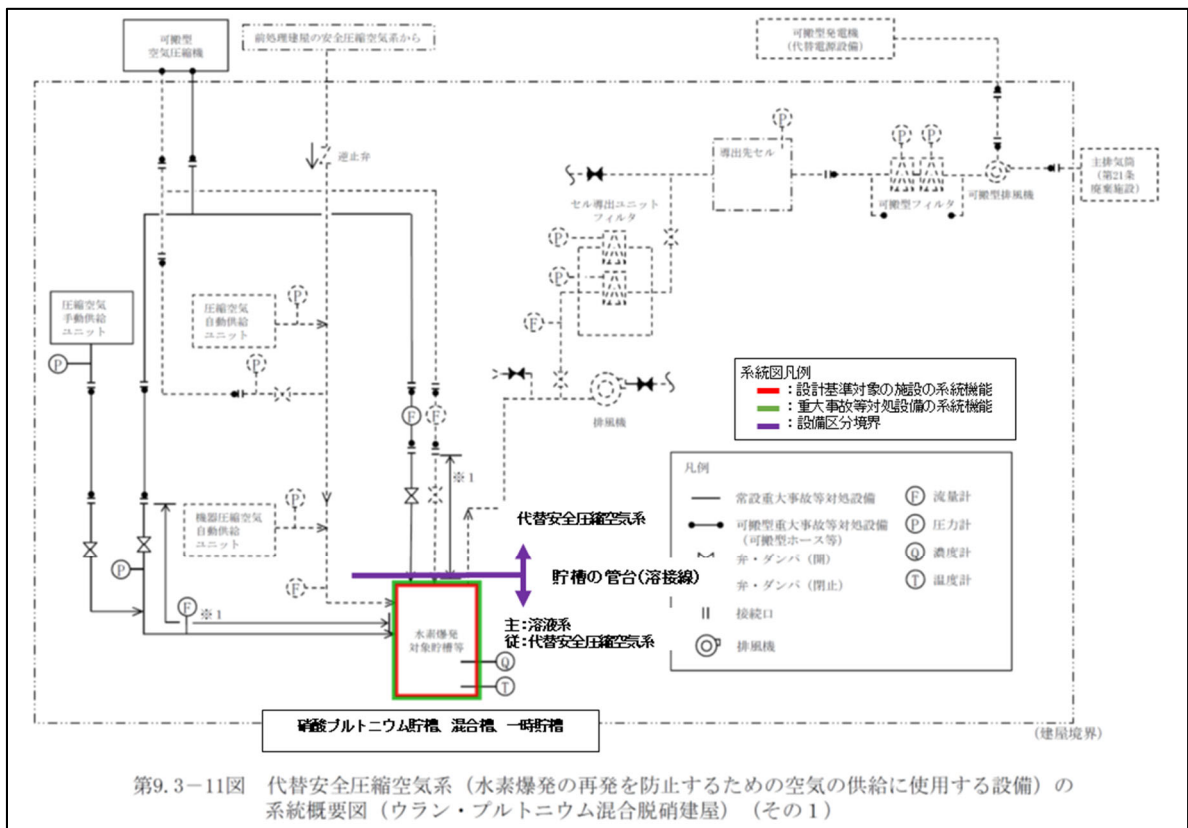 可搬型
空気圧縮機
前処理建屋の安全圧縮空気系から
可搬型発電機
(代替電源設備)
逆止弁
P
導出先セル
P
P
可搬型フィルタ
可搬型排風機
主排気筒
(第21条
廃棄施設)
セル導出ユニット
フィルタ
P
P
F
圧縮空気
手動供給
ユニット
P
圧縮空気
自動供給
ユニット
P
P
排風機
F
F
※1
系統図凡例
:設計基準対象の施設の系統機能
:重大事故等対処設備の系統機能
:設備区分境界
凡例
常設重大事故等対処設備
可搬型重大事故等対処設備
(可搬型ホース等)
弁・ダンパ(開)
弁・ダンパ(閉止)
接続口
排風機
F 流量計
P 圧力計
Q 濃度計
T 温度計
機器圧縮空気
自動供給
ユニット
P
P
F
F
※1
代替安全圧縮空気系
貯槽の管台(溶接線)
主:溶液系
従:代替安全圧縮空気系
水素爆発
対象貯槽等
Q
T
硝酸プルトニウム貯槽、混合槽、一時貯槽
(建屋境界)
第9.3-11図 代替安全圧縮空気系(水素爆発の再発を防止するための空気の供給に使用する設備)の
系統概要図(ウラン・プルトニウム混合脱硝建屋)(その1)